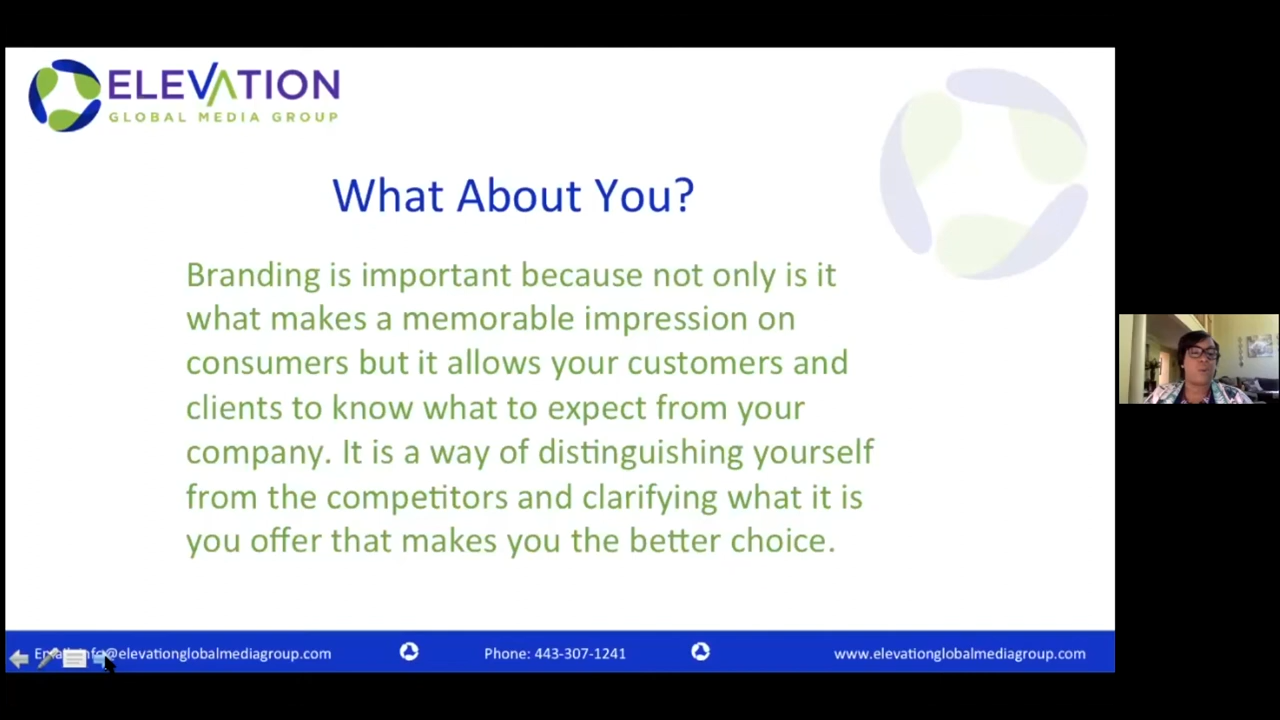 ELEVATION
GLOBAL MEDIA GROUP
What About You?
Branding is important because not only is it
what makes a memorable impression on
consumers but it allows your customers and
clients to know what to expect from your
company. It is a way of distinguishing yourself
from the competitors and clarifying what it is
you offer that makes you the better choice.
Email: info@elevationglobalmediagroup.com
Phone: 443-307-1241
www.elevationglobalmediagroup.com